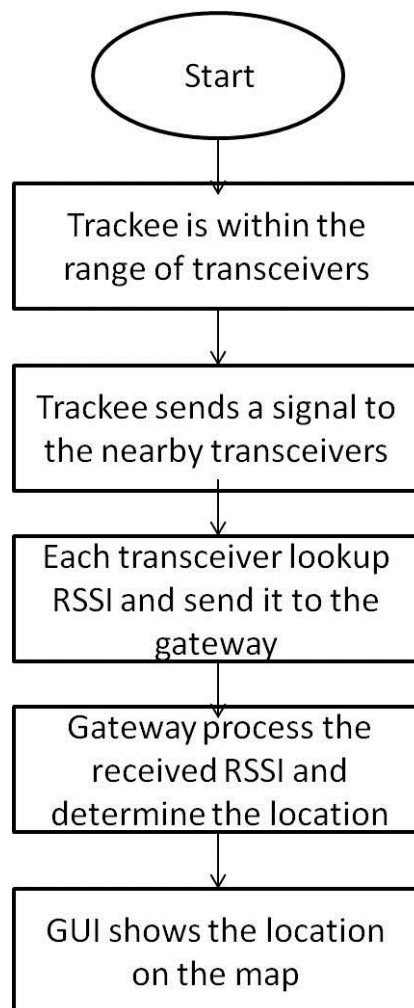 Start
Trackee is within the
range of transceivers
Trackee sends a signal to
the nearby transceivers
Each transceiver lookup
RSSI and send it to the
gateway
Gateway process the
received RSSI and
determine the location
GUI shows the location
on the map